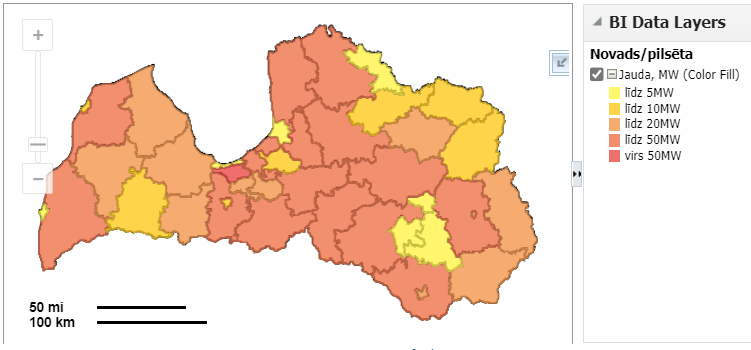 50 mi
100 km
BI Data Layers
Novads/pilsēta
Jauda, MW (Color Fill)
līdz 5MW
līdz 10MW
līdz 20MW
līdz 50MW
virs 50MW